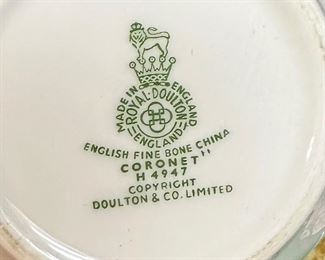 MADE IN ENGLAND
ROYAL·DOULTON
ENGLAND
ENGLISH FINE BONE CHINA
CORONET"
H 4947
COPYRIGHT
DOULTON & CO. LIMITED